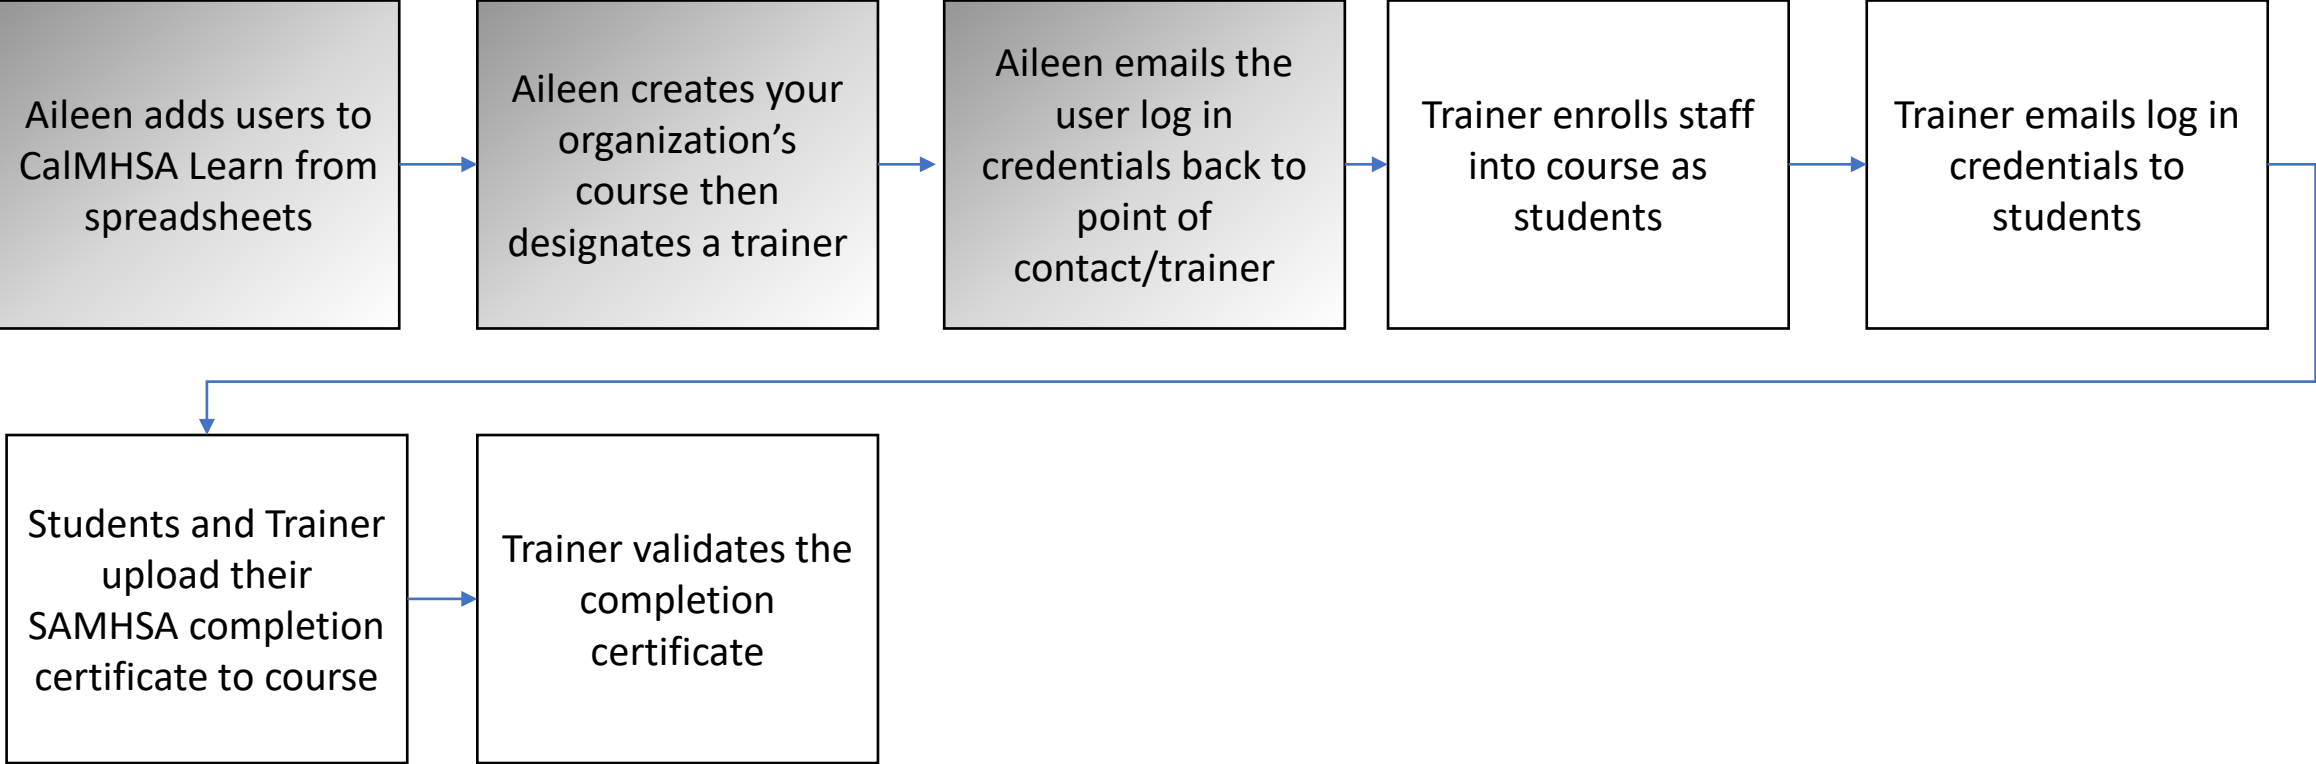 Aileen adds users to
CalMHSA Learn from
spreadsheets
Aileen creates your
organization’s
course then
designates a trainer
Aileen emails the
user log in
credentials back to
point of
contact/trainer
Trainer enrolls staff
into course as
students
Trainer emails log in
credentials to
students
Students and Trainer
upload their
SAMHSA completion
certificate to course
Trainer validates the
completion
certificate